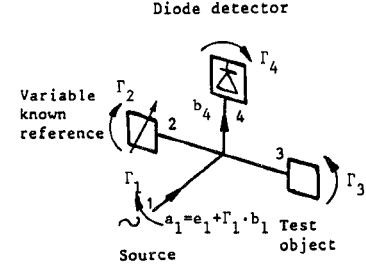 Diode detector
Γ4
Γ2
Variable
known
reference
b4
4
2
3
Γ1
Γ3
1
a1=e1+Γ1·b1
~
Test
object
Source